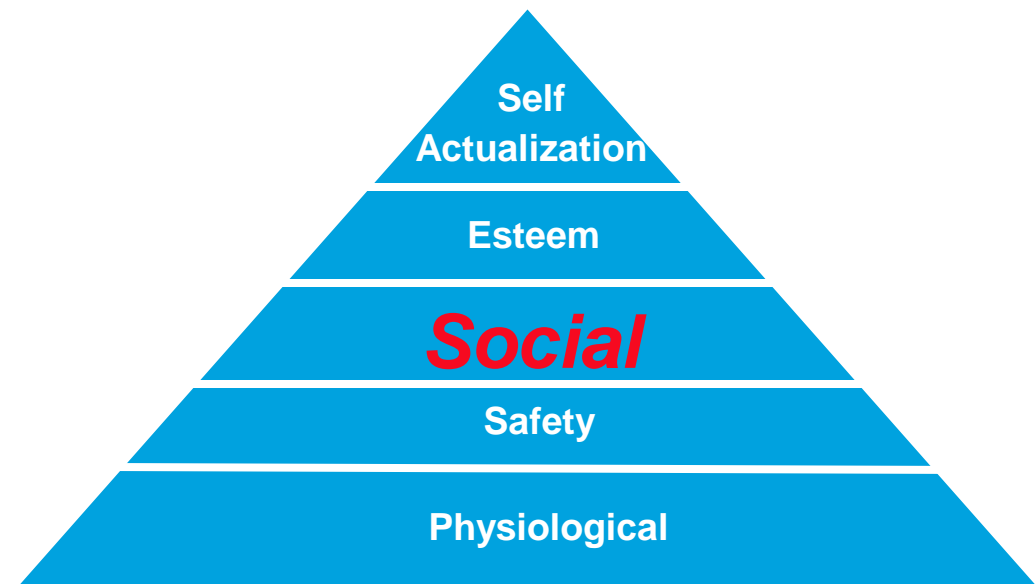 Self
Actualization
Esteem
Social
Safety
Physiological